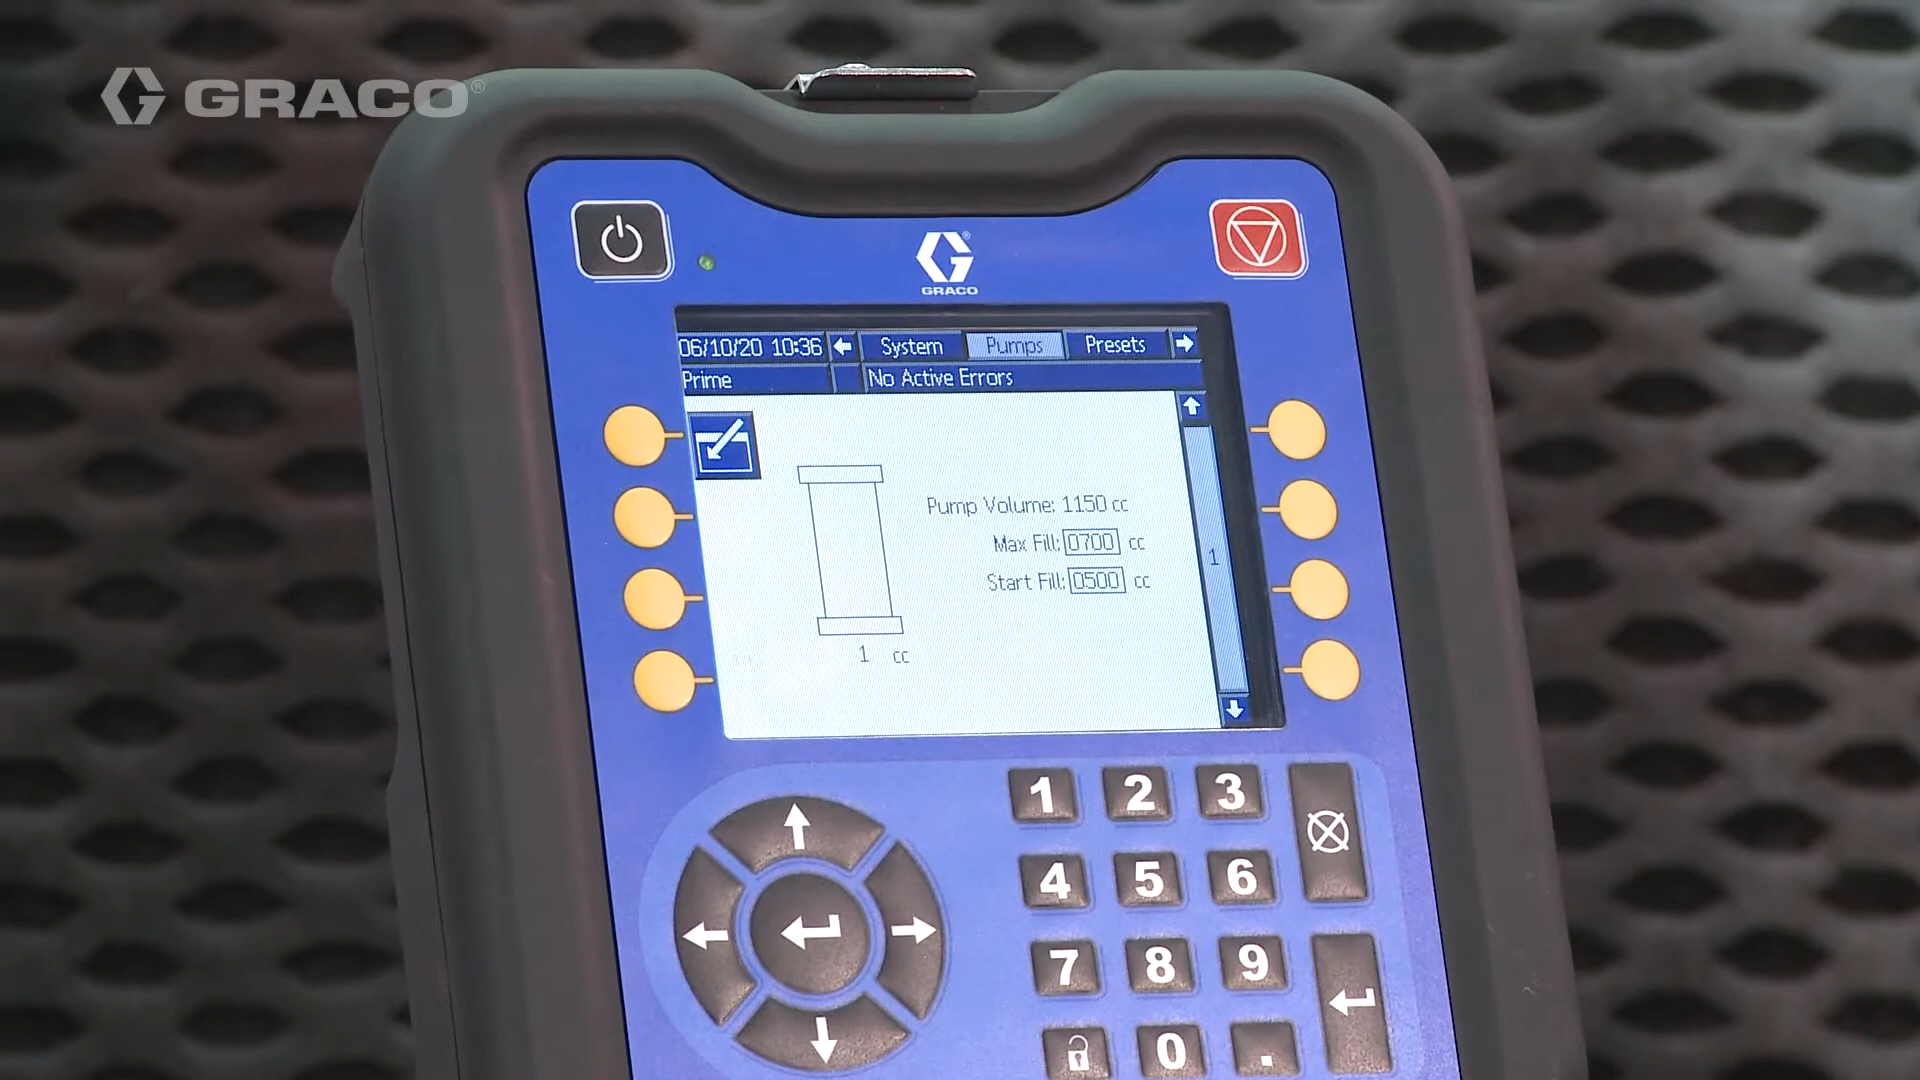 GRACO®
GRACO
06/10/20 10:36 System Pumps Presets
Prime No Active Errors
Pump Volume: 1150 cc
Max Fill: 0700 cc
Start Fill: 0500 cc
1
1 cc
1 2 3
4 5 6
7 8 9
0 .